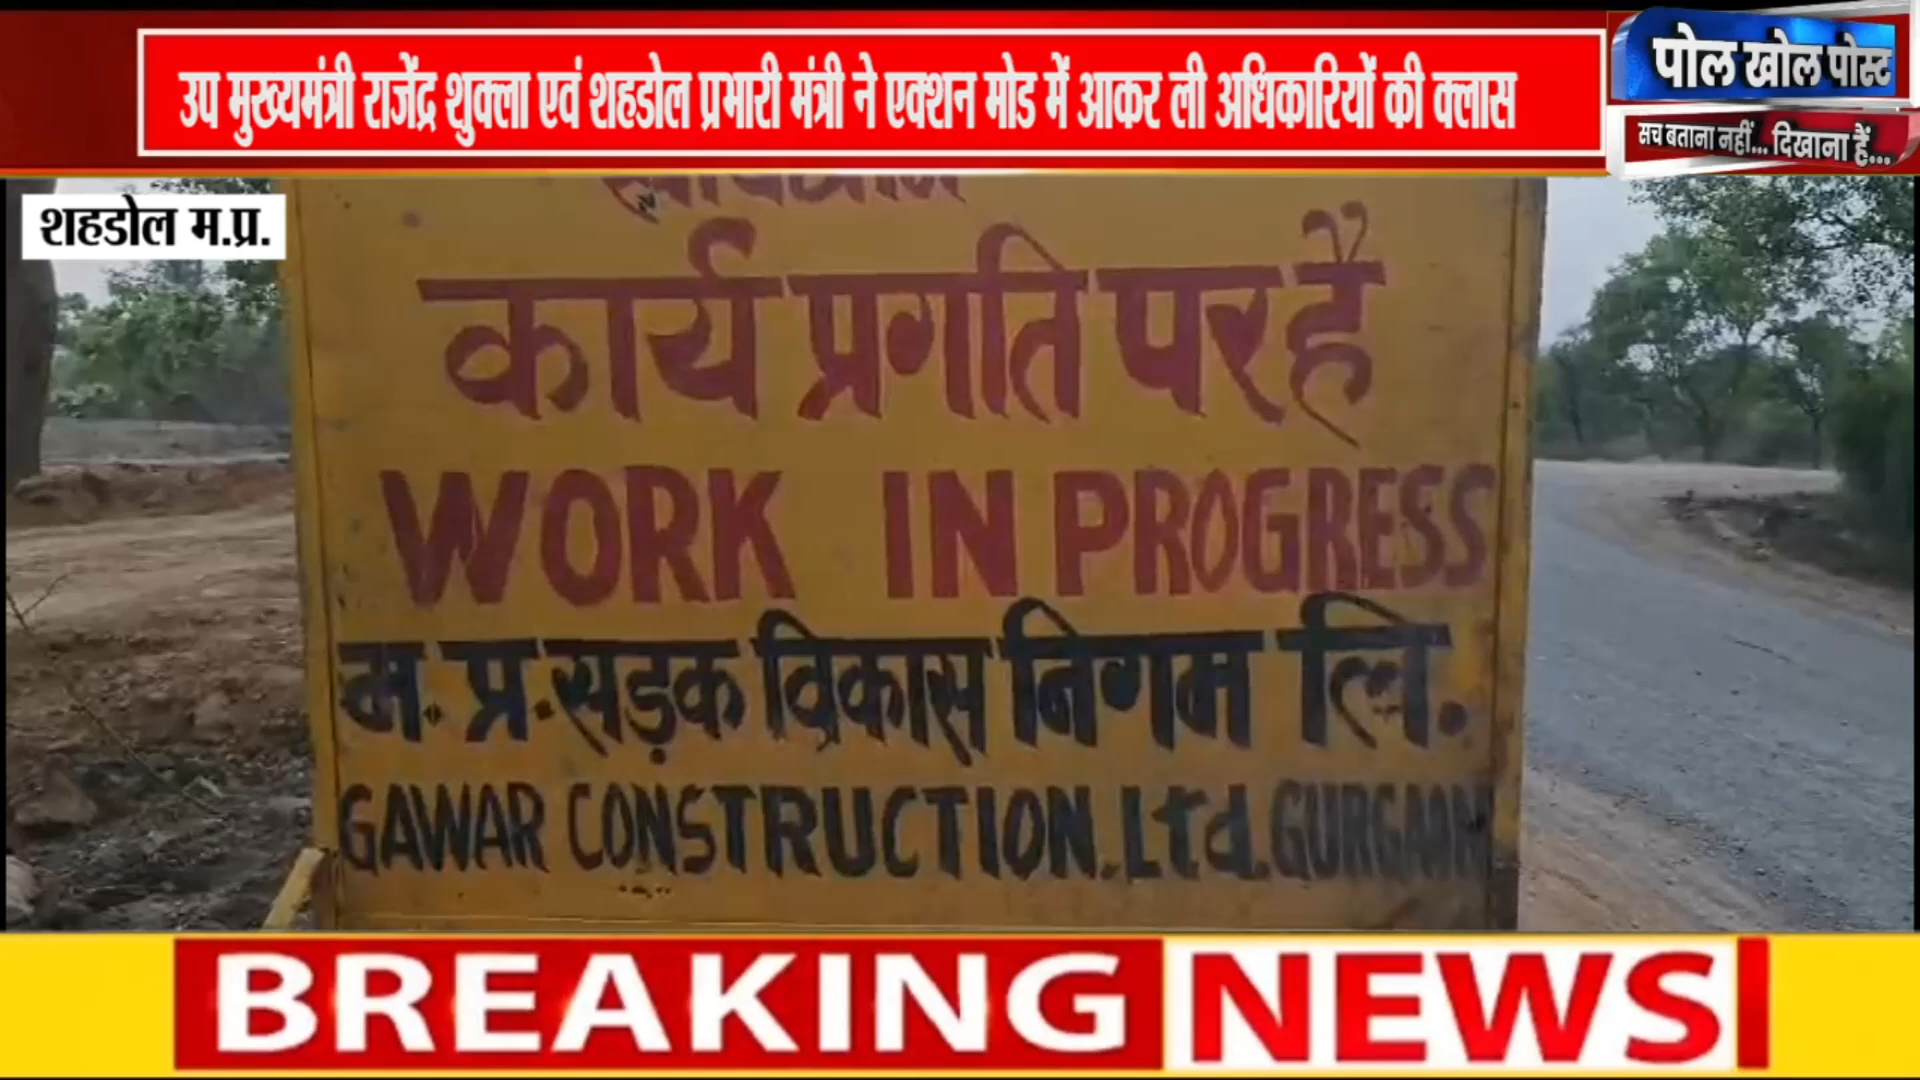 उप मुख्यमंत्री राजेंद्र शुक्ला एवं शहडोल प्रभारी मंत्री ने एक्शन मोड में आकर ली अधिकारियों की क्लास
पोल खोल पोस्ट
सच बताना नहीं... दिखाना हैं...
शहडोल म.प्र.
कार्य प्रगति पर है
WORK IN PROGRESS
म.प्र.सड़क विकास निगम लि.
GAWAR CONSTRUCTION.Ltd.GURGAON
BREAKING NEWS